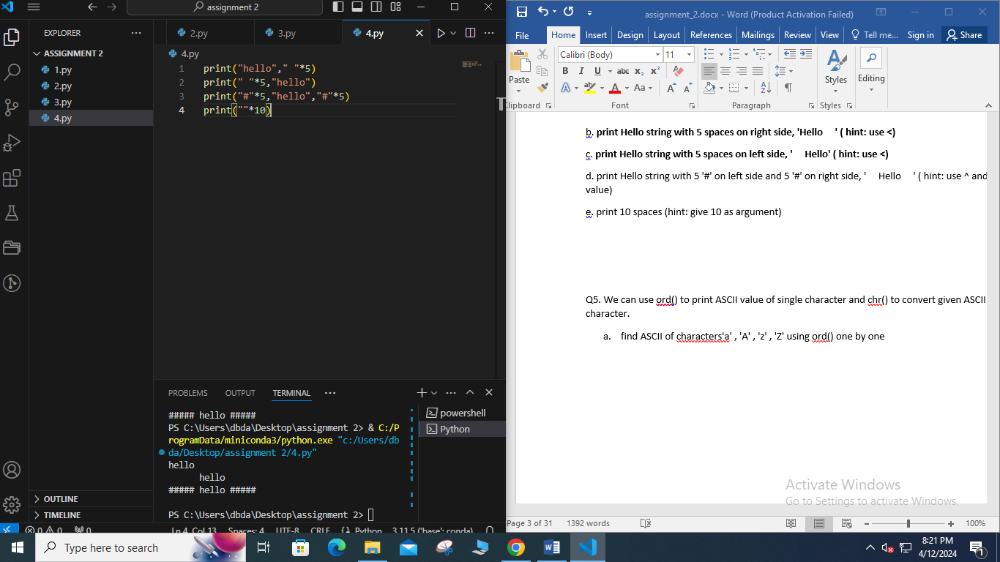 assignment 2
EXPLORER
ASSIGNMENT 2
1.py
2.py
3.py
4.py
OUTLINE
TIMELINE
2.py
3.py
4.py
4.py
1 print("hello"," "*5)
2 print(" "*5,"hello")
3 print("#"*5,"hello","#"*5)
4 print(""*10)
PROBLEMS OUTPUT TERMINAL
powershell
Python
##### hello #####
PS C:\Users\dbda\Desktop\assignment 2> & C:/P
rogramData/miniconda3/python.exe "c:/Users/db
da/Desktop/assignment 2/4.py"
hello
      hello
##### hello #####
PS C:\Users\dbda\Desktop\assignment 2>
0 0 0 Ln 4, Col 13 Spaces: 4 UTF-8 CRLF Python 3.11.5 ('base': conda)
assignment_2.docx - Word (Product Activation Failed)
File Home Insert Design Layout References Mailings Review View Tell me... Sign in Share
Calibri (Body) 11
Paste
B I U abc x₂ x²
A A Aa A A
Styles
Editing
Clipboard Font Paragraph Styles
b. print Hello string with 5 spaces on right side, 'Hello     ' ( hint: use <)
c. print Hello string with 5 spaces on left side, '     Hello' ( hint: use <)
d. print Hello string with 5 '#' on left side and 5 '#' on right side, '     Hello     ' ( hint: use ^ and
value)
e. print 10 spaces (hint: give 10 as argument)
Q5. We can use ord() to print ASCII value of single character and chr() to convert given ASCII
character.
a. find ASCII of characters'a' , 'A' , 'z' , 'Z' using ord() one by one
Activate Windows
Go to Settings to activate Windows.
Page 3 of 31 1392 words 100%
Type here to search
8:21 PM
4/12/2024
1